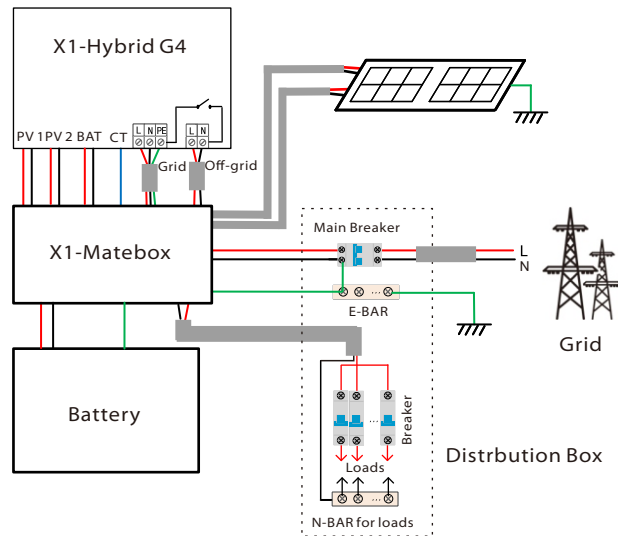 X1-Hybrid G4
PV 1 PV 2 BAT CT
L N PE
L N
Grid
Off-grid
X1-Matebox
Main Breaker
L
N
...
E-BAR
Grid
Battery
...
Breaker
Loads
Distrbution Box
...
N-BAR for loads